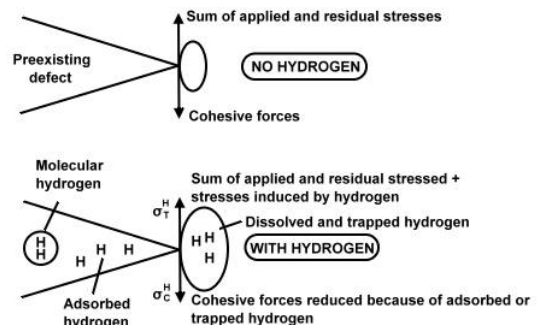 Sum of applied and residual stresses
Preexisting
defect
NO HYDROGEN
Cohesive forces
Molecular
hydrogen
Sum of applied and residual stressed +
stresses induced by hydrogen
σ_T^H
Dissolved and trapped hydrogen
H H
H
H
H
H H H
WITH HYDROGEN
σ_C^H
Adsorbed
hydrogen
Cohesive forces reduced because of adsorbed or
trapped hydrogen